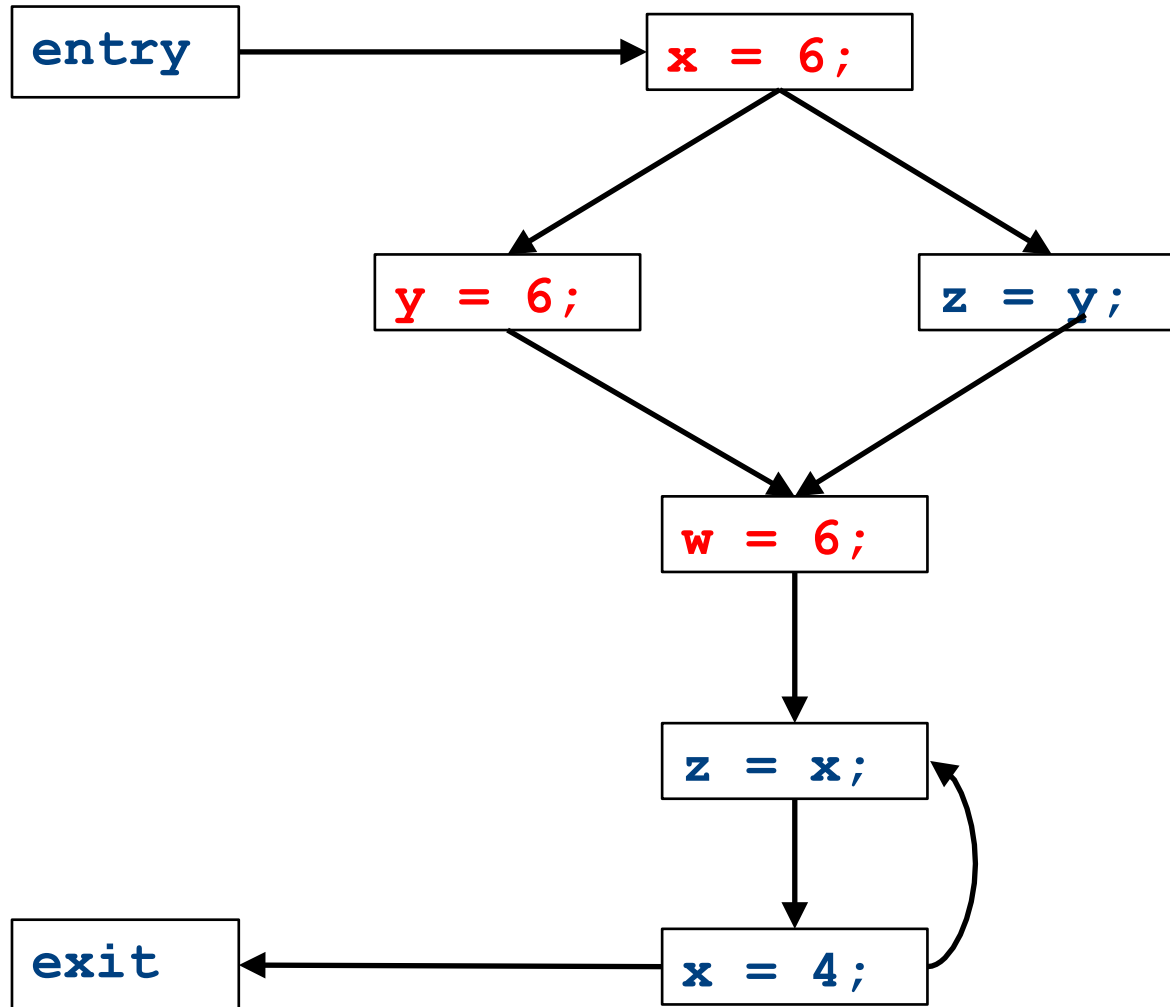 entry
x = 6;
y = 6;
z = y;
w = 6;
z = x;
x = 4;
exit